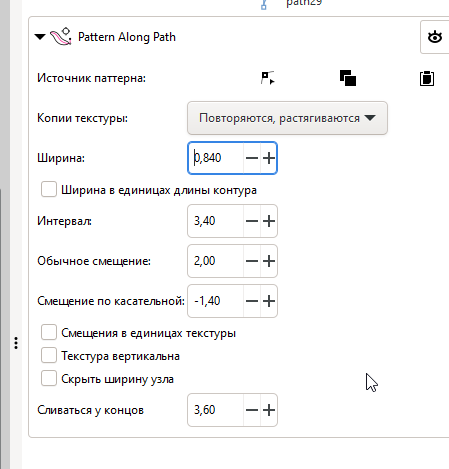 path29
Pattern Along Path
Источник паттерна:
Копии текстуры: Повторяются, растягиваются
Ширина: 0,840
Ширина в единицах длины контура
Интервал: 3,40
Обычное смещение: 2,00
Смещение по касательной: -1,40
Смещения в единицах текстуры
Текстура вертикальна
Скрыть ширину узла
Сливаться у концов 3,60